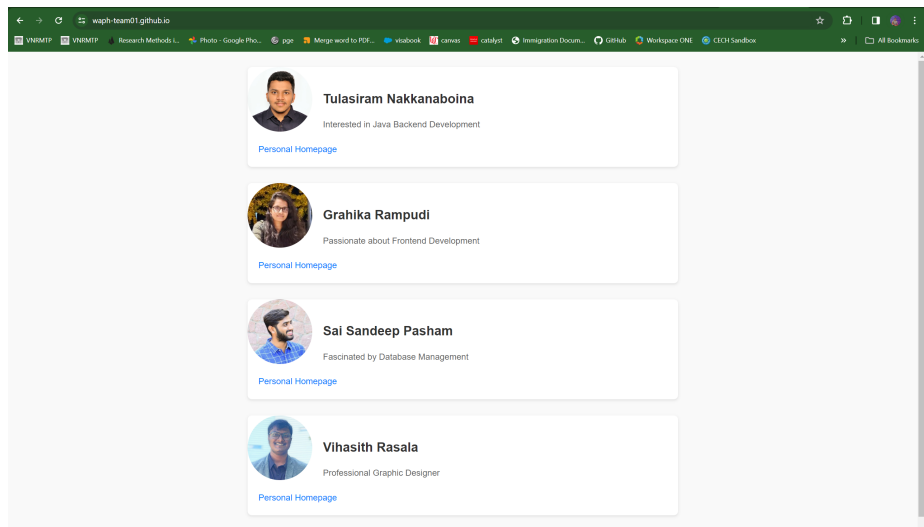 waph-team01.github.io
VNRMTP VNRMTP Research Methods i... Photo - Google Pho... pge Merge word to PDF... visabook canvas catalyst Immigration Docum... GitHub Workspace ONE CECH Sandbox » All Bookmarks
Tulasiram Nakkanaboina
Interested in Java Backend Development
Personal Homepage
Grahika Rampudi
Passionate about Frontend Development
Personal Homepage
Sai Sandeep Pasham
Fascinated by Database Management
Personal Homepage
Vihasith Rasala
Professional Graphic Designer
Personal Homepage